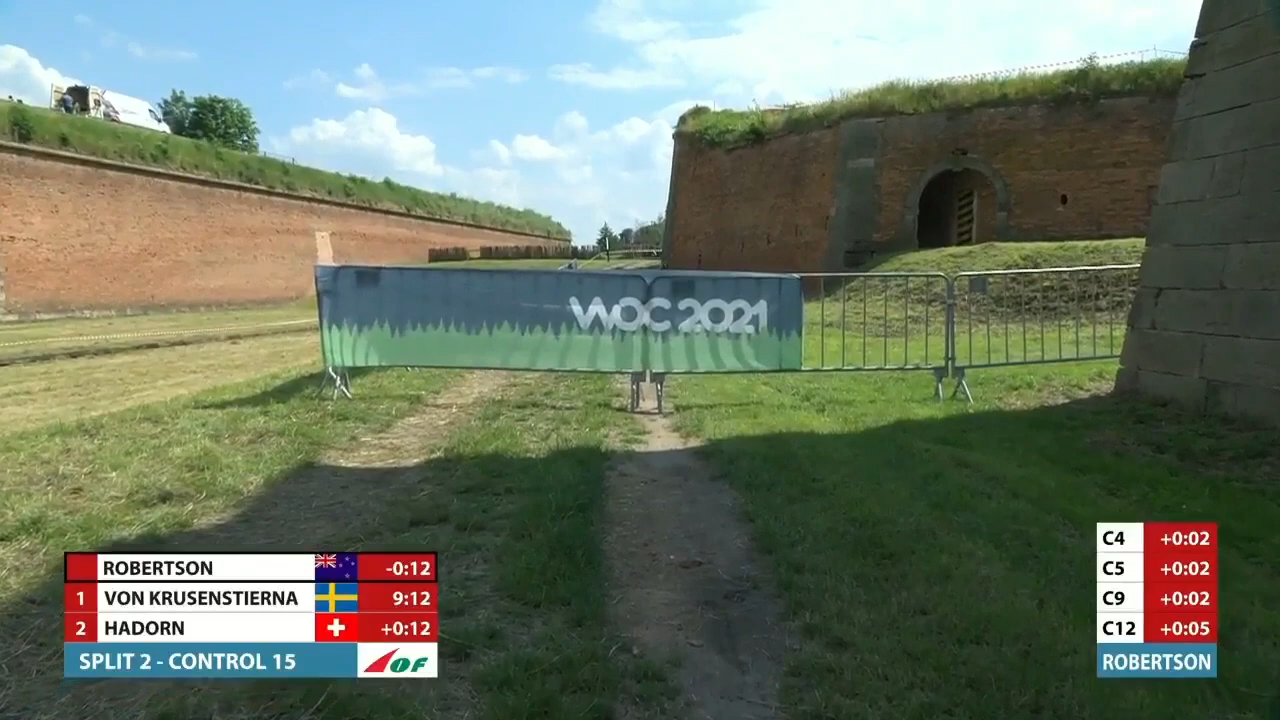 WOC 2021
ROBERTSON -0:12
1 VON KRUSENSTIERNA 9:12
2 HADORN +0:12
SPLIT 2 - CONTROL 15 IOF
C4 +0:02
C5 +0:02
C9 +0:02
C12 +0:05
ROBERTSON